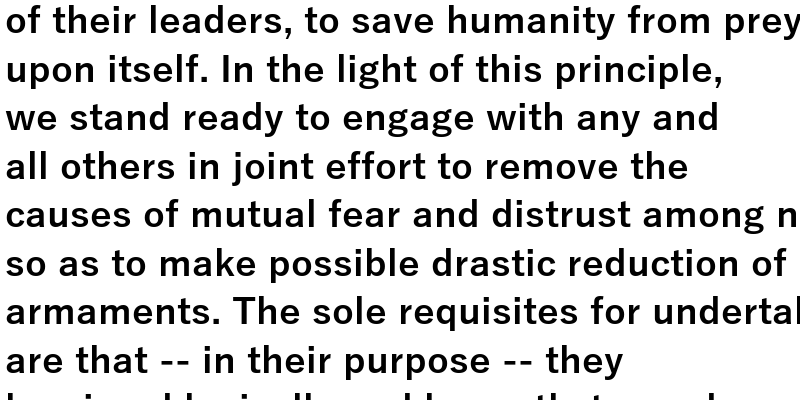 of their leaders, to save humanity from prey
upon itself. In the light of this principle,
we stand ready to engage with any and
all others in joint effort to remove the
causes of mutual fear and distrust among
so as to make possible drastic reduction of
armaments. The sole requisites for
are that -- in their purpose -- they